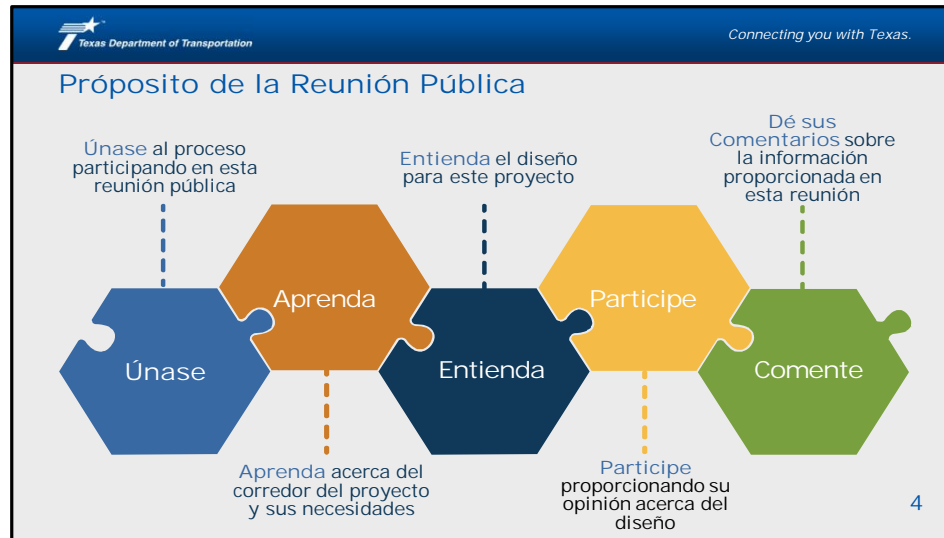 Texas Department of Transportation
Connecting you with Texas.
Próposito de la Reunión Pública
Únase al proceso
participando en esta
reunión pública
Entienda el diseño
para este proyecto
Dé sus
Comentarios sobre
la información
proporcionada en
esta reunión
Únase
Aprenda
Entienda
Participe
Comente
Aprenda acerca del
corredor del proyecto
y sus necesidades
Participe
proporcionando su
opinión acerca del
diseño
4